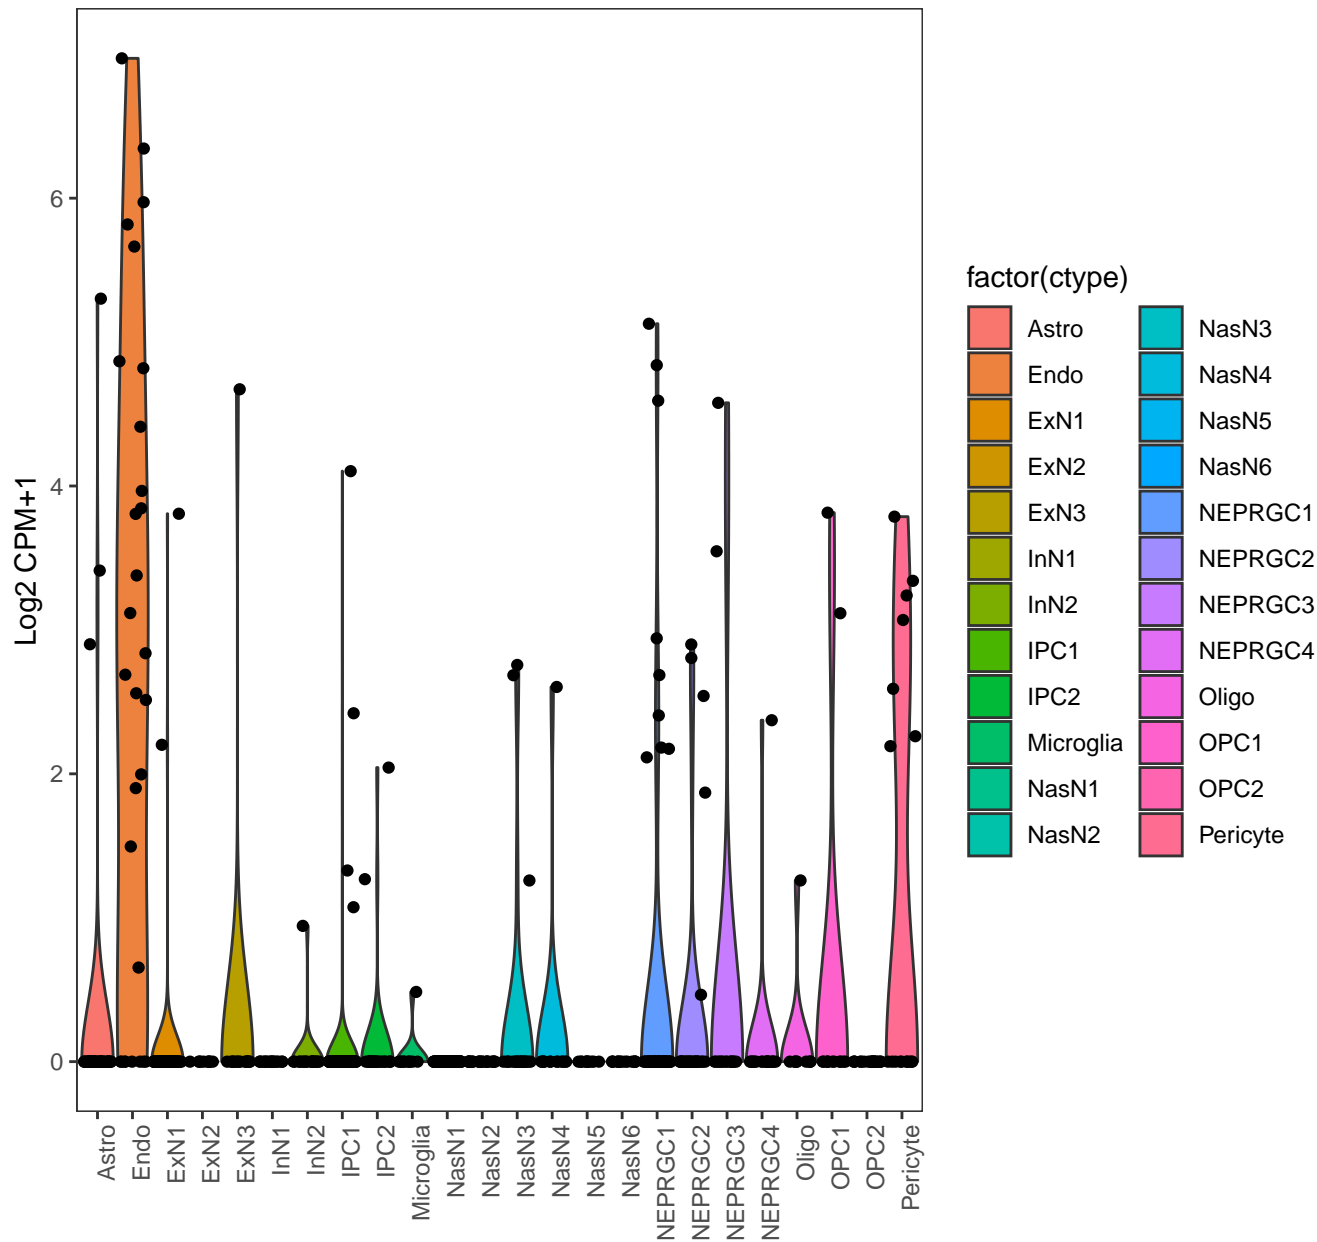 Log2 CPM+1
6
4
2
0
Astro
Endo
ExN1
ExN2
ExN3
InN1
InN2
IPC1
IPC2
Microglia
NasN1
NasN2
NasN3
NasN4
NasN5
NasN6
NEPRGC1
NEPRGC2
NEPRGC3
NEPRGC4
Oligo
OPC1
OPC2
Pericyte
factor(ctype)
Astro
Endo
ExN1
ExN2
ExN3
InN1
InN2
IPC1
IPC2
Microglia
NasN1
NasN2
NasN3
NasN4
NasN5
NasN6
NEPRGC1
NEPRGC2
NEPRGC3
NEPRGC4
Oligo
OPC1
OPC2
Pericyte